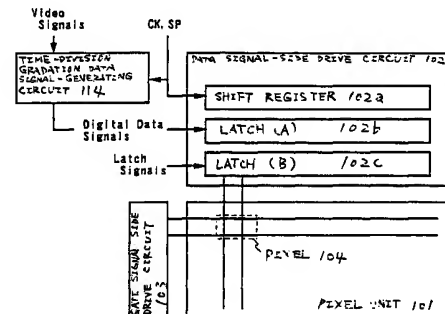 Video
Signals
CK, SP
TIME-DIVISION
GRADATION DATA
SIGNAL-GENERATING
CIRCUIT 114
DATA SIGNAL-SIDE DRIVE CIRCUIT 102
SHIFT REGISTER 102a
Digital Data
Signals
LATCH (A) 102b
Latch
Signals
LATCH (B) 102c
GATE SIGNAL SIDE
DRIVE CIRCUIT
103
PIXEL 104
PIXEL UNIT 101